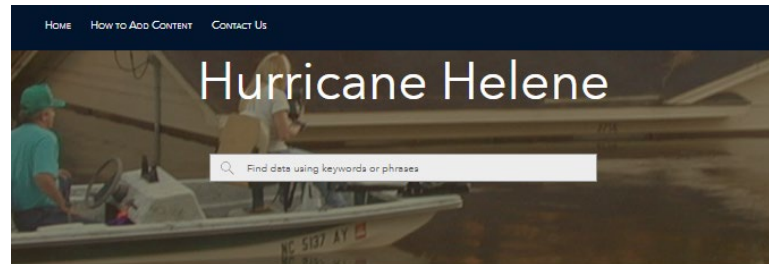 Home How to Add Content Contact Us
Hurricane Helene
Find data using keywords or phrases
NC 5137 AY